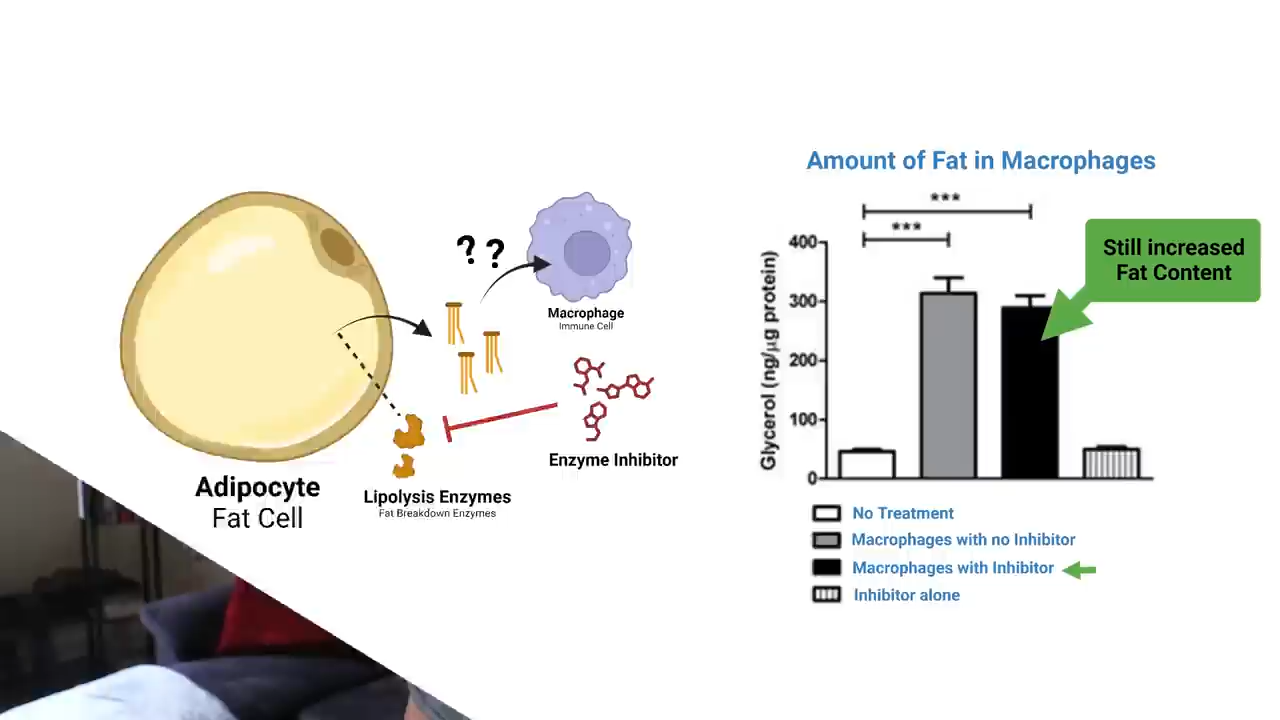 ? ?
Macrophage
Immune Cell
Enzyme Inhibitor
Adipocyte
Fat Cell
Lipolysis Enzymes
Fat Breakdown Enzymes
Amount of Fat in Macrophages
***
***
Still increased
Fat Content
Glycerol (ng/µg protein)
400
300
200
100
0
No Treatment
Macrophages with no Inhibitor
Macrophages with Inhibitor
Inhibitor alone